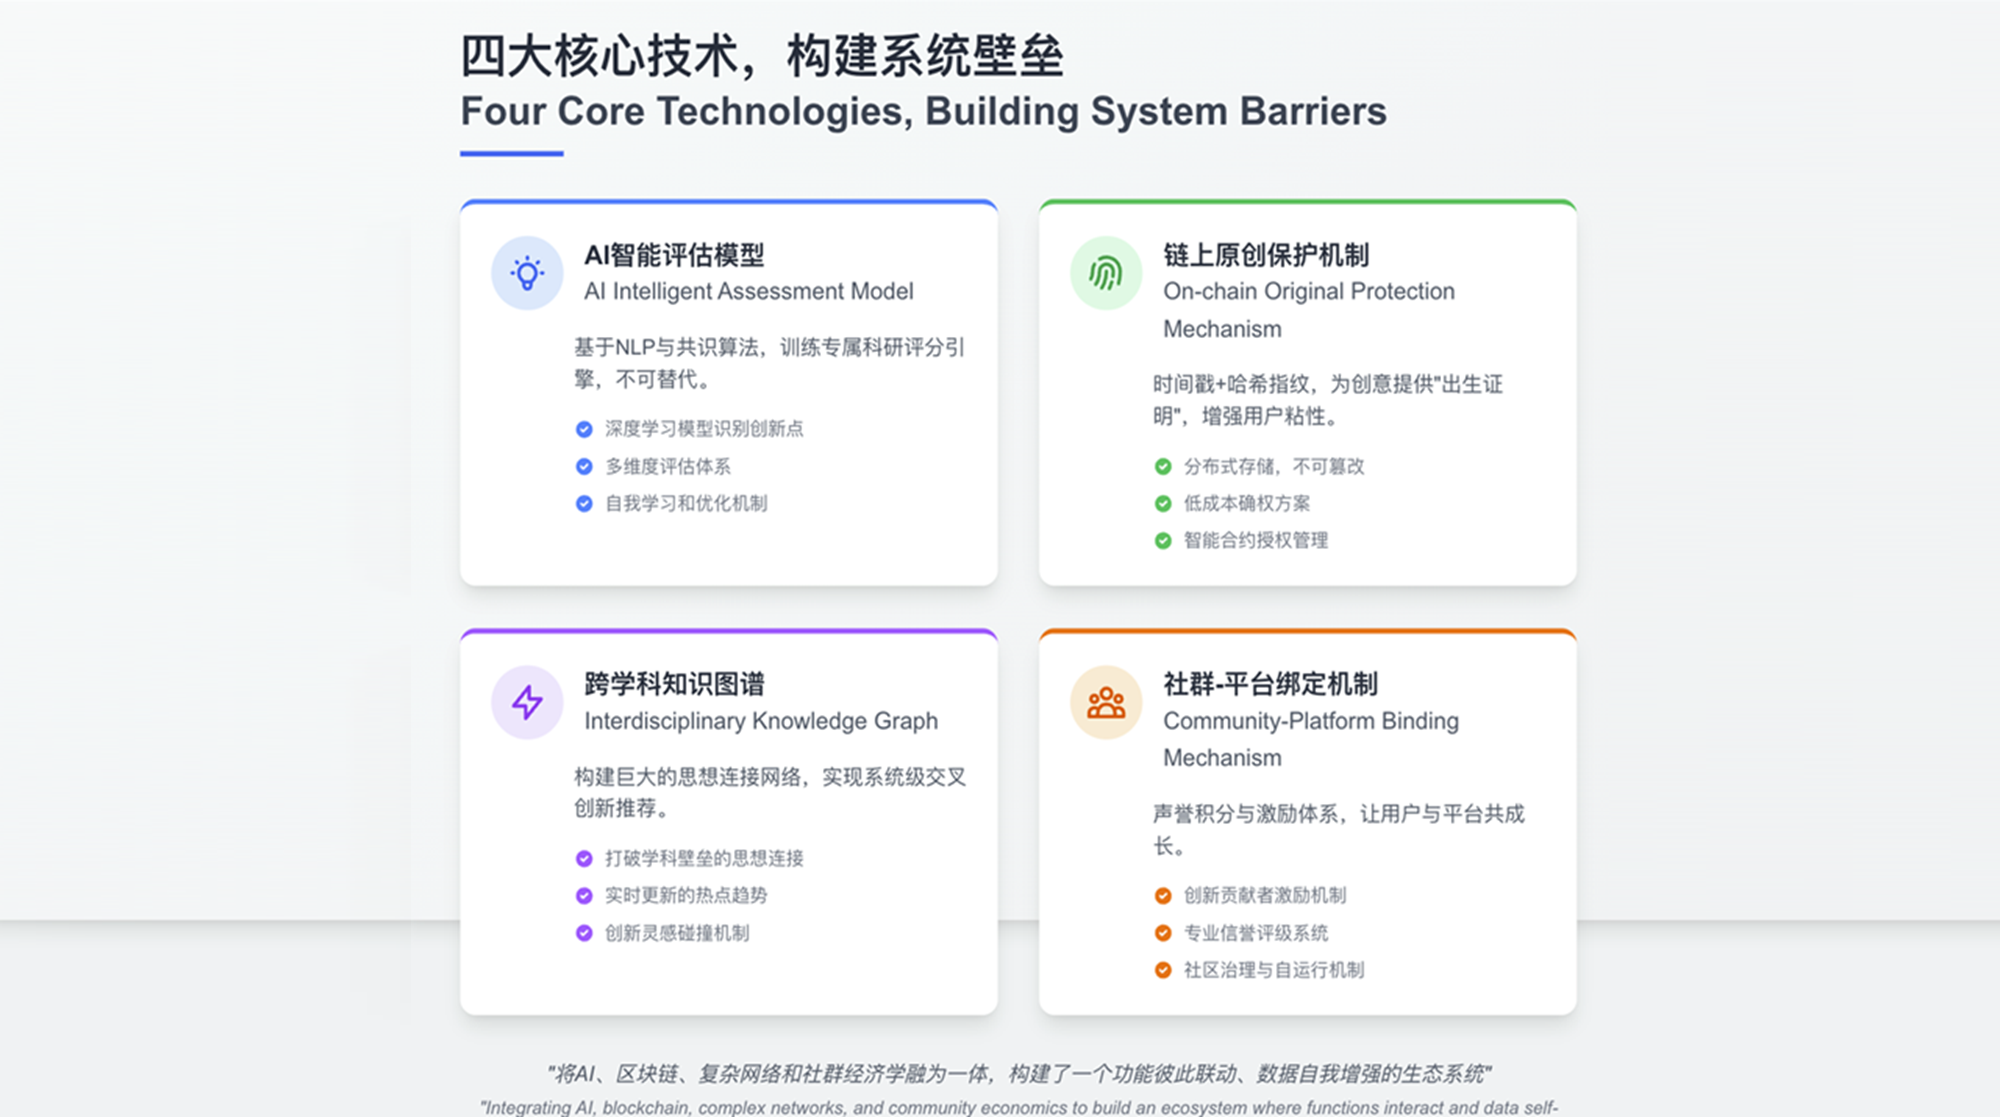 四大核心技术，构建系统壁垒
Four Core Technologies, Building System Barriers
AI智能评估模型
AI Intelligent Assessment Model
基于NLP与共识算法，训练专属科研评分引
擎，不可替代。
深度学习模型识别创新点
多维度评估体系
自我学习和优化机制
链上原创保护机制
On-chain Original Protection
Mechanism
时间戳+哈希指纹，为创意提供"出生证
明"，增强用户粘性。
分布式存储，不可篡改
低成本确权方案
智能合约授权管理
跨学科知识图谱
Interdisciplinary Knowledge Graph
构建巨大的思想连接网络，实现系统级交叉
创新推荐。
打破学科壁垒的思想连接
实时更新的热点趋势
创新灵感碰撞机制
社群-平台绑定机制
Community-Platform Binding
Mechanism
声誉积分与激励体系，让用户与平台共成
长。
创新贡献者激励机制
专业信誉评级系统
社区治理与自运行机制
"将AI、区块链、复杂网络和社群经济学融为一体，构建了一个功能彼此联动、数据自我增强的生态系统"
"Integrating AI, blockchain, complex networks, and community economics to build an ecosystem where functions interact and data self-